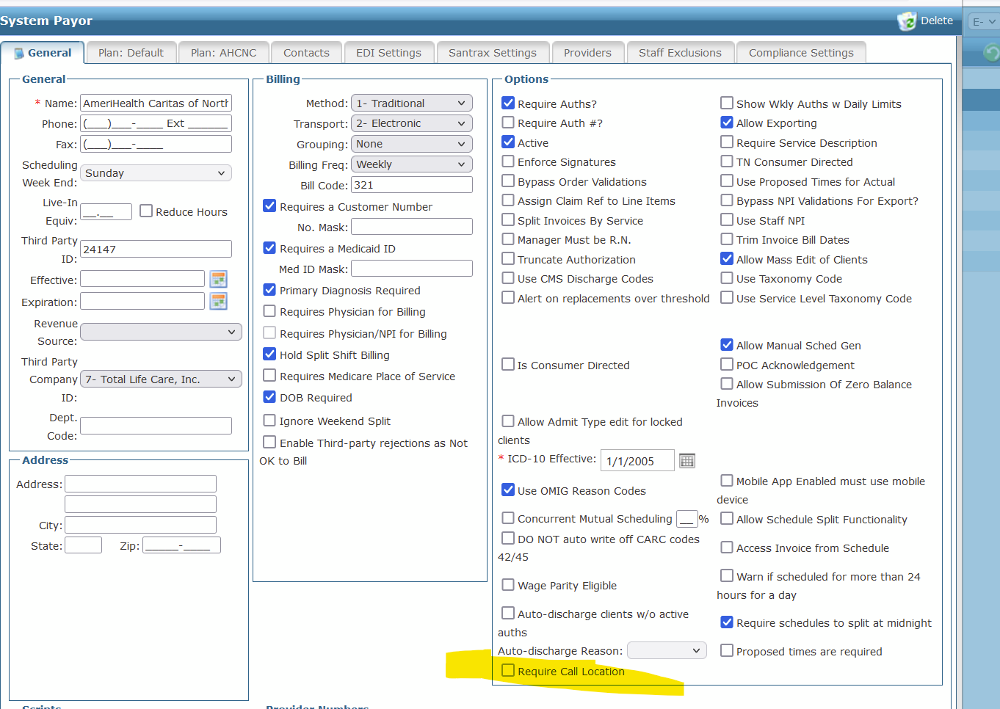 System Payor
Delete
E-
General
Plan: Default
Plan: AHCNC
Contacts
EDI Settings
Santrax Settings
Providers
Staff Exclusions
Compliance Settings
General
* Name: AmeriHealth Caritas of North
Phone: (___)___-____ Ext ______
Fax: (___)___-____
Scheduling
Week End: Sunday
Live-In
Equiv: __.__ Reduce Hours
Third Party
ID: 24147
Effective:
Expiration:
Revenue
Source:
Third Party
Company 7- Total Life Care, Inc.
ID:
Dept.
Code:
Address
Address:
City:
State: Zip: _____-____
Scripts
Billing
Method: 1- Traditional
Transport: 2- Electronic
Grouping: None
Billing Freq: Weekly
Bill Code: 321
Requires a Customer Number
No. Mask:
Requires a Medicaid ID
Med ID Mask:
Primary Diagnosis Required
Requires Physician for Billing
Requires Physician/NPI for Billing
Hold Split Shift Billing
Requires Medicare Place of Service
DOB Required
Ignore Weekend Split
Enable Third-party rejections as Not
OK to Bill
Provider Numbers
Options
Require Auths?
Require Auth #?
Active
Enforce Signatures
Bypass Order Validations
Assign Claim Ref to Line Items
Split Invoices By Service
Manager Must be R.N.
Truncate Authorization
Use CMS Discharge Codes
Alert on replacements over threshold
Is Consumer Directed
Allow Admit Type edit for locked
clients
* ICD-10 Effective: 1/1/2005
Use OMIG Reason Codes
Concurrent Mutual Scheduling __%
DO NOT auto write off CARC codes
42/45
Wage Parity Eligible
Auto-discharge clients w/o active
auths
Auto-discharge Reason:
Require Call Location
Show Wkly Auths w Daily Limits
Allow Exporting
Require Service Description
TN Consumer Directed
Use Proposed Times for Actual
Bypass NPI Validations For Export?
Use Staff NPI
Trim Invoice Bill Dates
Allow Mass Edit of Clients
Use Taxonomy Code
Use Service Level Taxonomy Code
Allow Manual Sched Gen
POC Acknowledgement
Allow Submission Of Zero Balance
Invoices
Mobile App Enabled must use mobile
device
Allow Schedule Split Functionality
Access Invoice from Schedule
Warn if scheduled for more than 24
hours for a day
Require schedules to split at midnight
Proposed times are required